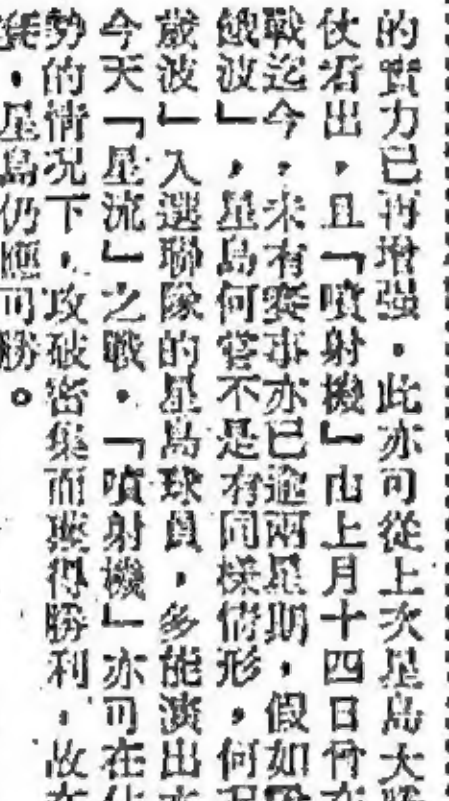 的實力已再增强，此亦可從上次星島大
仗看出，且「噴射機」由上月十四日
戰迄今，未有賽事亦已逾兩星期，假如
餓波」，星島何嘗不是有同樣情形，何
歲波」入選聯隊的星島球員，多能演出
今天「星流」之戰，「噴射機」亦可在
勢的情况下，攻破密集而獲得勝利，故
，星島仍應可勝。